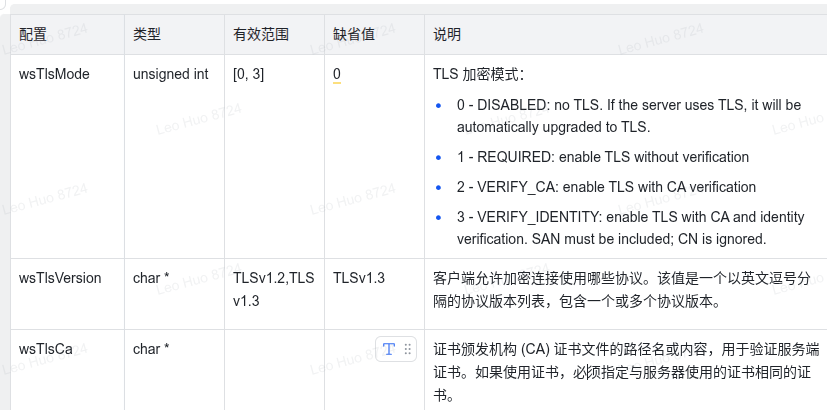 配置 类型 有效范围 缺省值 说明
wsTlsMode unsigned int [0, 3] 0 TLS 加密模式：
0 - DISABLED: no TLS. If the server uses TLS, it will be
automatically upgraded to TLS.
1 - REQUIRED: enable TLS without verification
2 - VERIFY_CA: enable TLS with CA verification
3 - VERIFY_IDENTITY: enable TLS with CA and identity
verification. SAN must be included; CN is ignored.
wsTlsVersion char * TLSv1.2,TLS TLSv1.3 客户端允许加密连接使用哪些协议。该值是一个以英文逗号分
v1.3 隔的协议版本列表，包含一个或多个协议版本。
wsTlsCa char * T 证书颁发机构 (CA) 证书文件的路径名或内容，用于验证服务端
证书。如果使用证书，必须指定与服务器使用的证书相同的证
书。
Leo Huo 8724